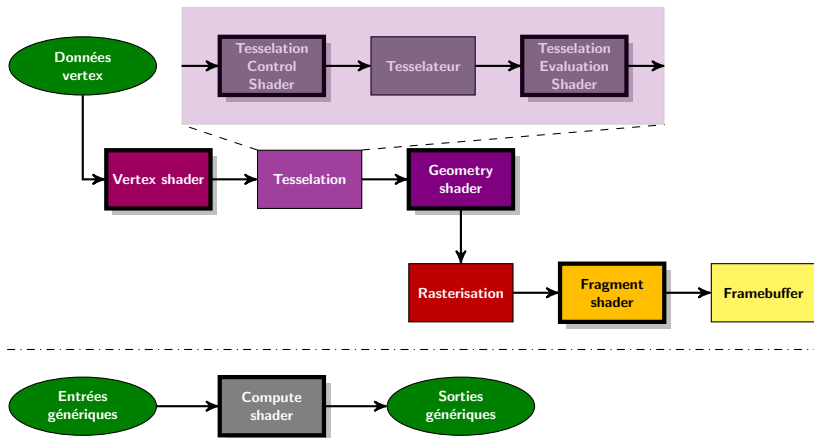 Données
vertex
Tesselation
Control
Shader
Tesselateur
Tesselation
Evaluation
Shader
Vertex shader
Tesselation
Geometry
shader
Rasterisation
Fragment
shader
Framebuffer
Entrées
génériques
Compute
shader
Sorties
génériques